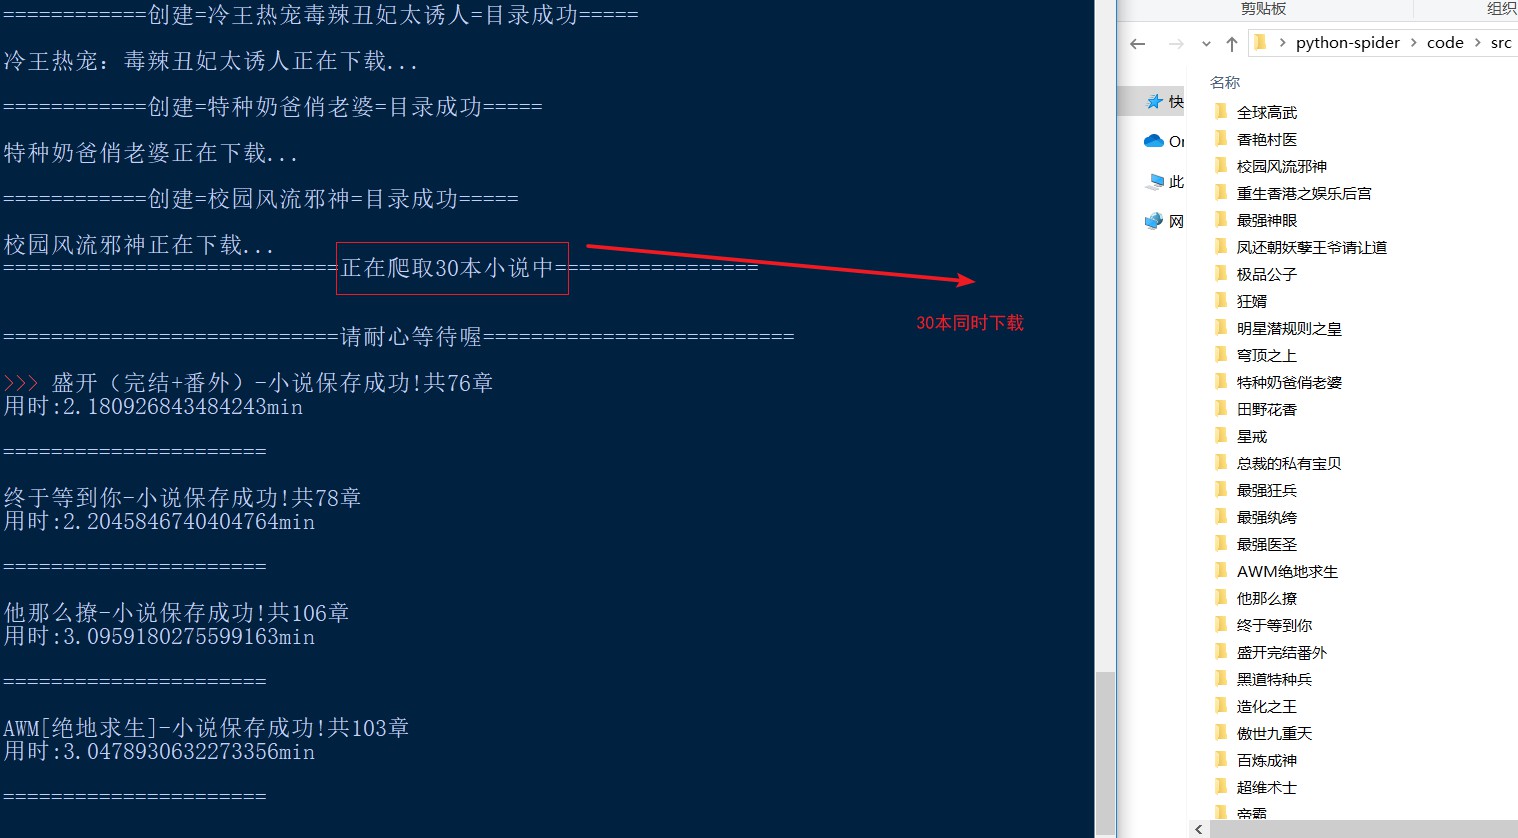 ============创建=冷王热宠毒辣丑妃太诱人=目录成功=====
冷王热宠：毒辣丑妃太诱人正在下载...
============创建=特种奶爸俏老婆=目录成功=====
特种奶爸俏老婆正在下载...
============创建=校园风流邪神=目录成功=====
校园风流邪神正在下载...
============================正在爬取30本小说中=================
30本同时下载
============================请耐心等待喔==========================
>>> 盛开（完结+番外）-小说保存成功!共76章
用时:2.180926843484243min
======================
终于等到你-小说保存成功!共78章
用时:2.2045846740404764min
======================
他那么撩-小说保存成功!共106章
用时:3.0959180275599163min
======================
AWM[绝地求生]-小说保存成功!共103章
用时:3.0478930632273356min
======================
剪贴板
组织
python-spider > code > src
快
On
此
网
名称
全球高武
香艳村医
校园风流邪神
重生香港之娱乐后宫
最强神眼
凤还朝妖孽王爷请让道
极品公子
狂婿
明星潜规则之皇
穹顶之上
特种奶爸俏老婆
田野花香
星戒
总裁的私有宝贝
最强狂兵
最强纨绔
最强医圣
AWM绝地求生
他那么撩
终于等到你
盛开完结番外
黑道特种兵
造化之王
傲世九重天
百炼成神
超维术士
帝霸